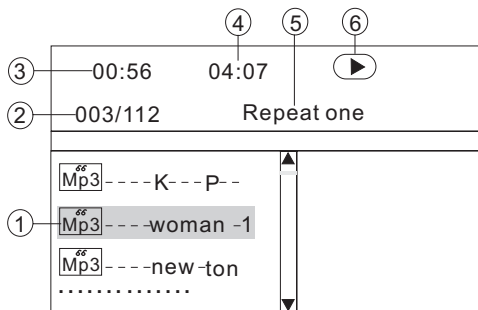 ④ ⑤ ⑥
③ 00:56 04:07
② 003/112 Repeat one
Mp3----K---P--
① Mp3----woman -1
Mp3----new-ton
..............